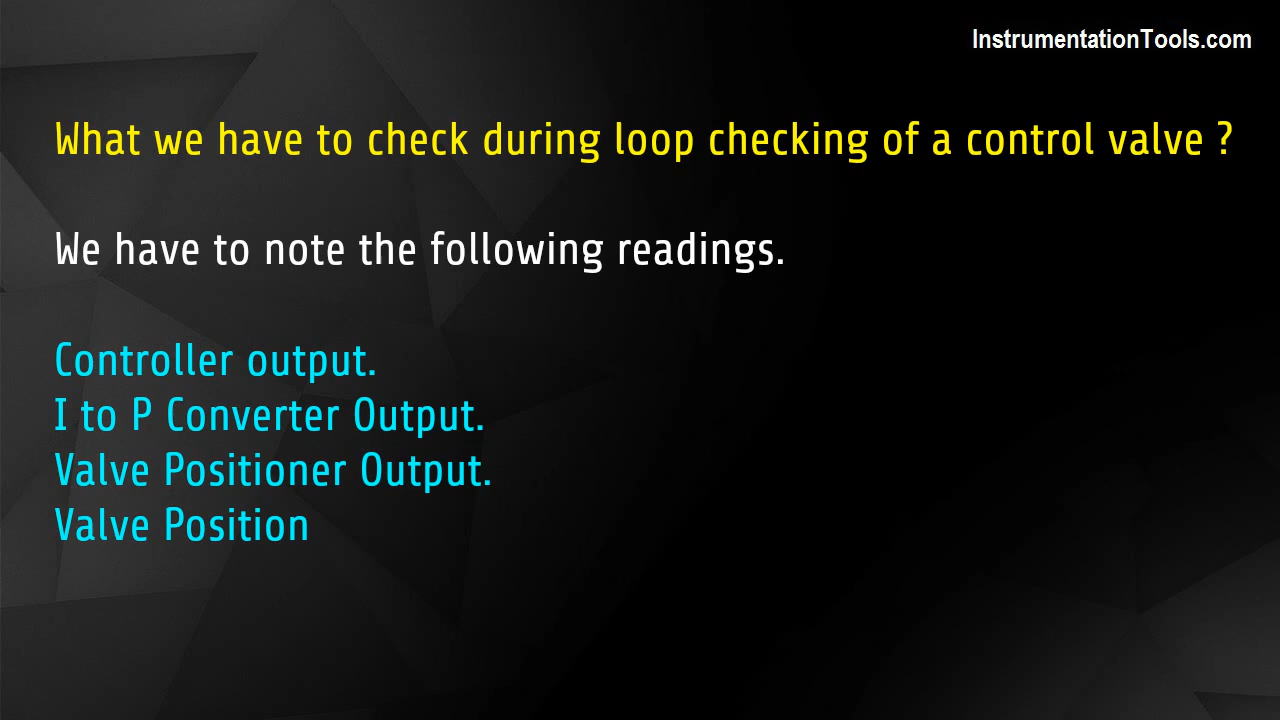 InstrumentationTools.com
What we have to check during loop checking of a control valve ?
We have to note the following readings.
Controller output.
I to P Converter Output.
Valve Positioner Output.
Valve Position